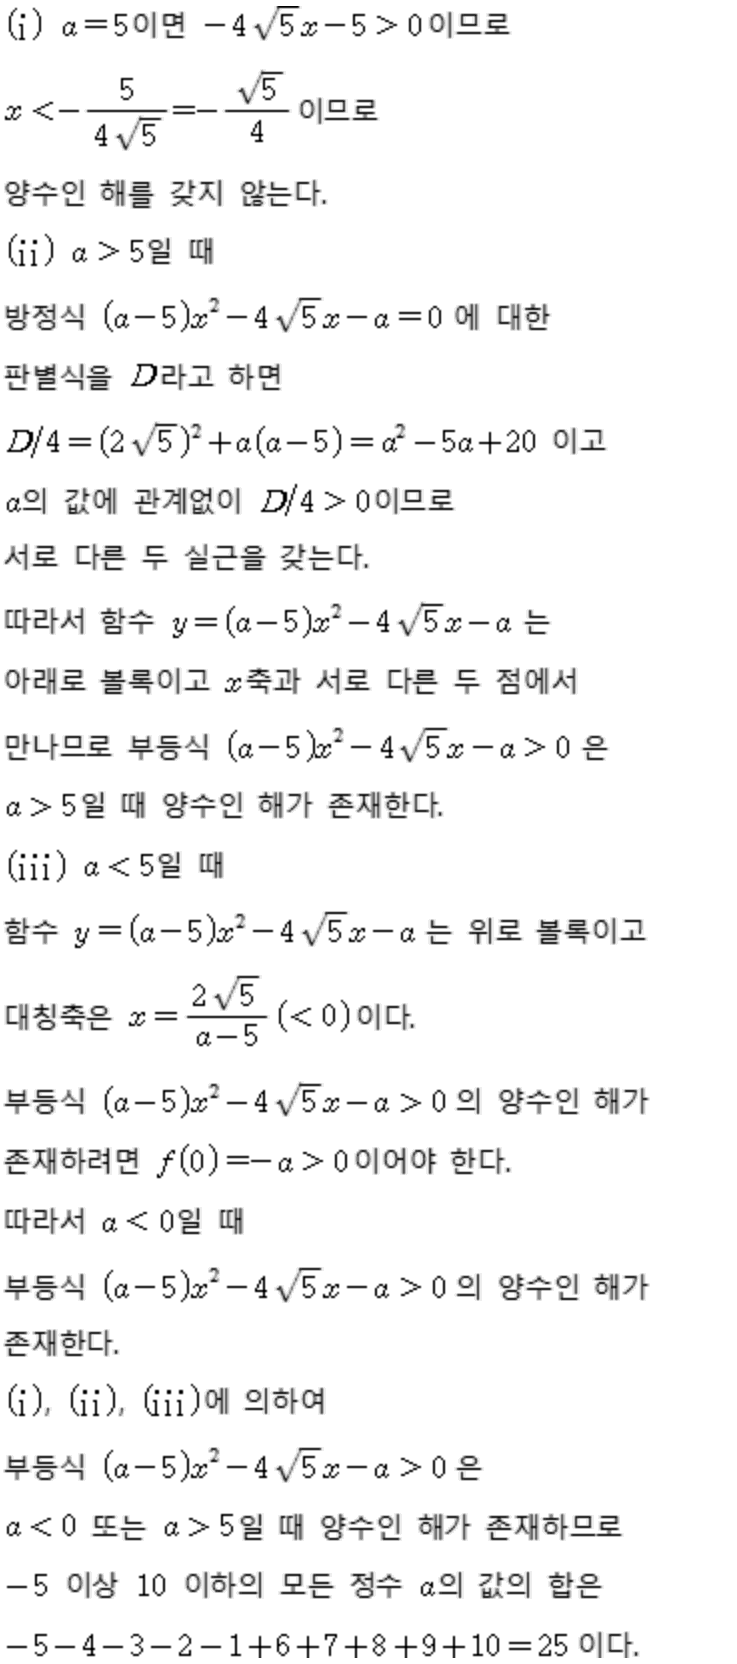 (i) a=5이면 -4√5x-5>0이므로
x<-5/(4√5)=-√5/4 이므로
양수인 해를 갖지 않는다.
(ii) a>5일 때
방정식 (a-5)x²-4√5x-a=0 에 대한
판별식을 D라고 하면
D/4=(2√5)²+a(a-5)=a²-5a+20 이고
a의 값에 관계없이 D/4>0이므로
서로 다른 두 실근을 갖는다.
따라서 함수 y=(a-5)x²-4√5x-a 는
아래로 볼록이고 x축과 서로 다른 두 점에서
만나므로 부등식 (a-5)x²-4√5x-a>0 은
a>5일 때 양수인 해가 존재한다.
(iii) a<5일 때
함수 y=(a-5)x²-4√5x-a 는 위로 볼록이고
대칭축은 x=2√5/(a-5) (<0)이다.
부등식 (a-5)x²-4√5x-a>0 의 양수인 해가
존재하려면 f(0)=-a>0이어야 한다.
따라서 a<0일 때
부등식 (a-5)x²-4√5x-a>0 의 양수인 해가
존재한다.
(i), (ii), (iii)에 의하여
부등식 (a-5)x²-4√5x-a>0 은
a<0 또는 a>5일 때 양수인 해가 존재하므로
-5 이상 10 이하의 모든 정수 a의 값의 합은
-5-4-3-2-1+6+7+8+9+10=25 이다.